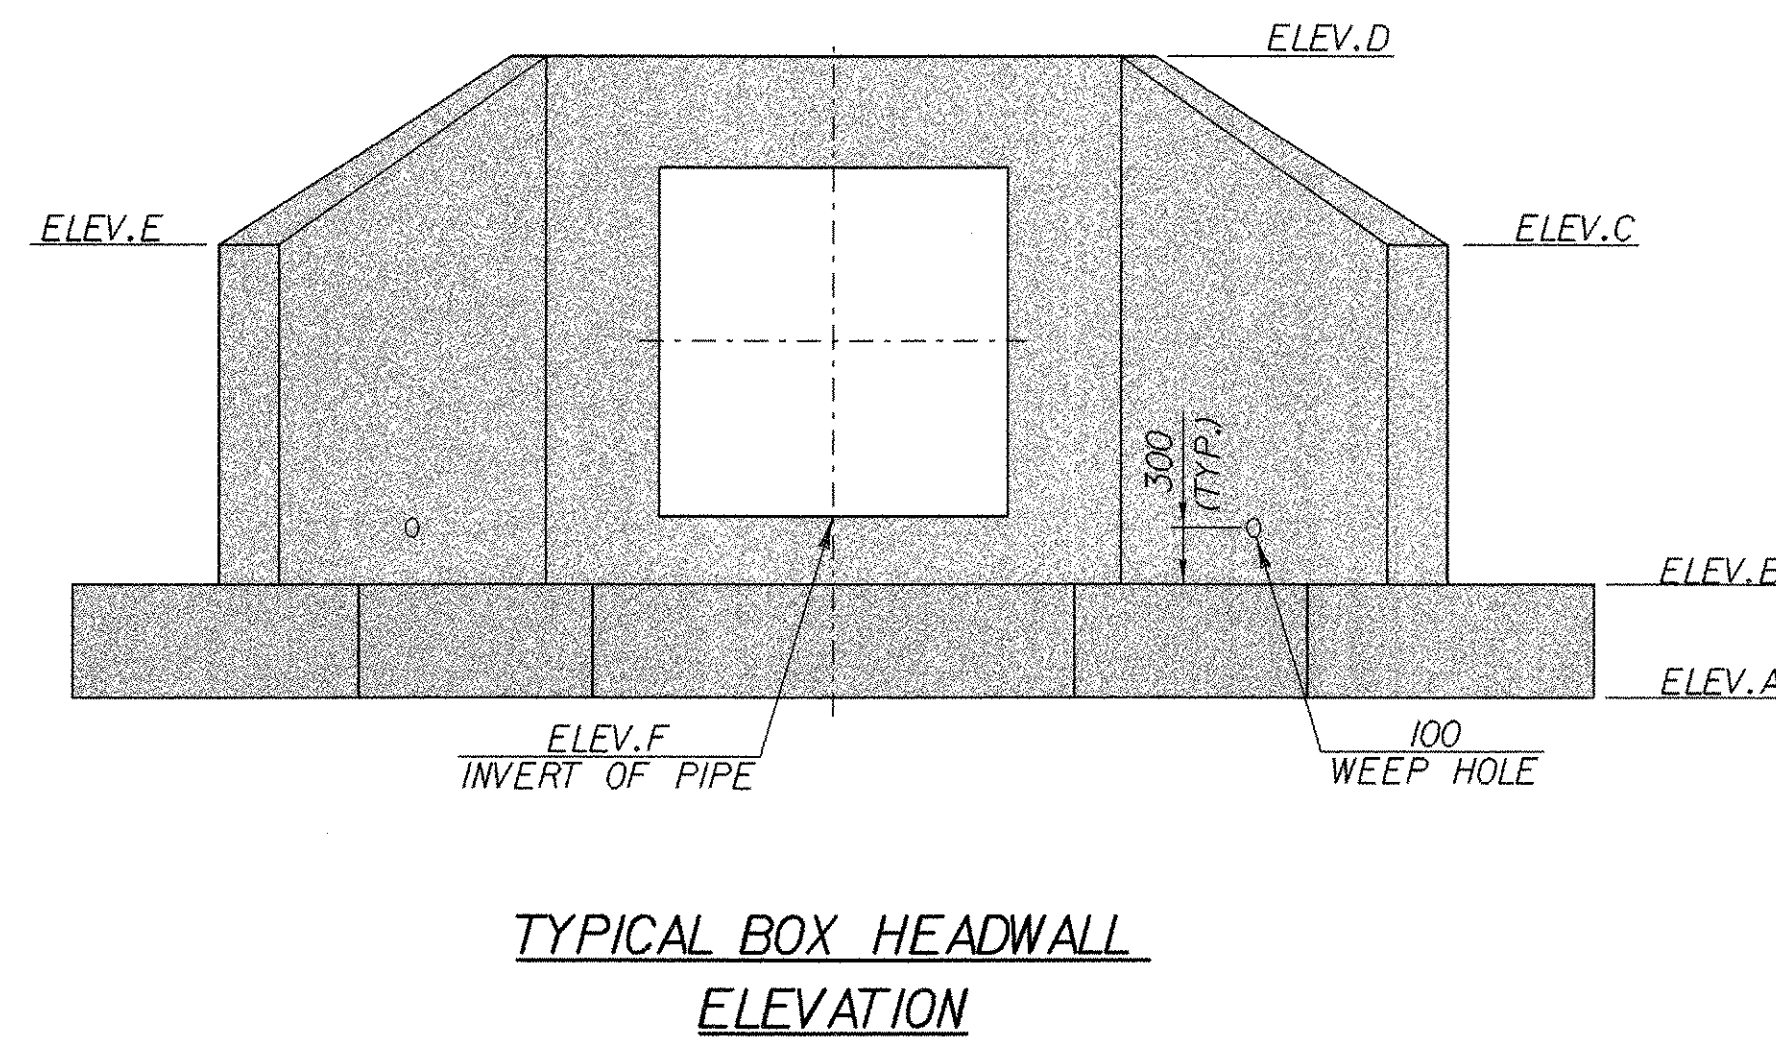 ELEV.D
ELEV.E
ELEV.C
300
(TYP.)
ELEV.B
ELEV.A
ELEV.F
INVERT OF PIPE
100
WEEP HOLE
TYPICAL BOX HEADWALL
ELEVATION